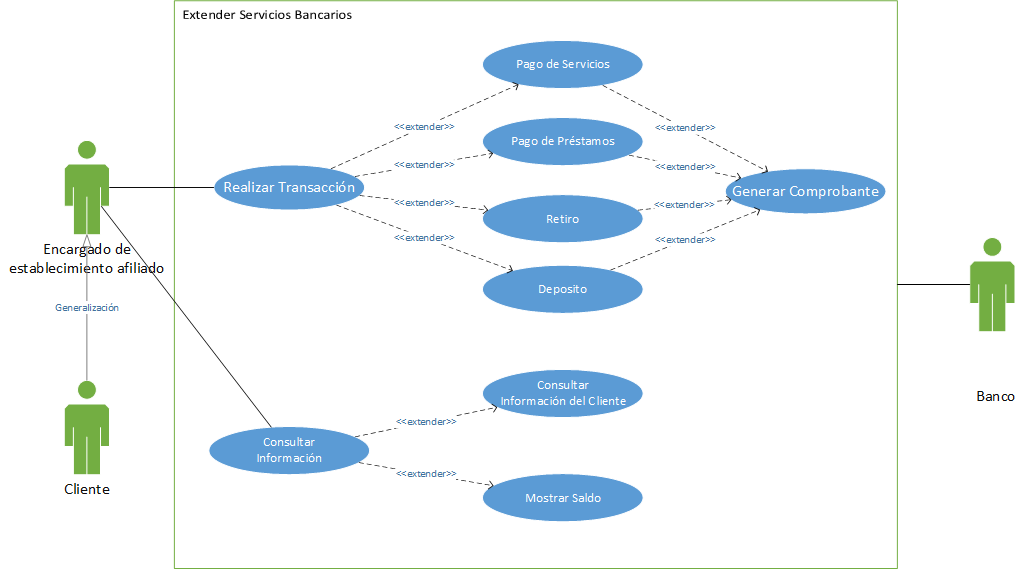 Extender Servicios Bancarios
Pago de Servicios
<<extender>>
<<extender>>
Pago de Préstamos
<<extender>>
<<extender>>
Realizar Transacción
Generar Comprobante
<<extender>>
<<extender>>
Retiro
<<extender>>
<<extender>>
Encargado de
establecimiento afiliado
Deposito
Generalización
Consultar
Información del Cliente
Banco
<<extender>>
Consultar
Información
<<extender>>
Cliente
Mostrar Saldo